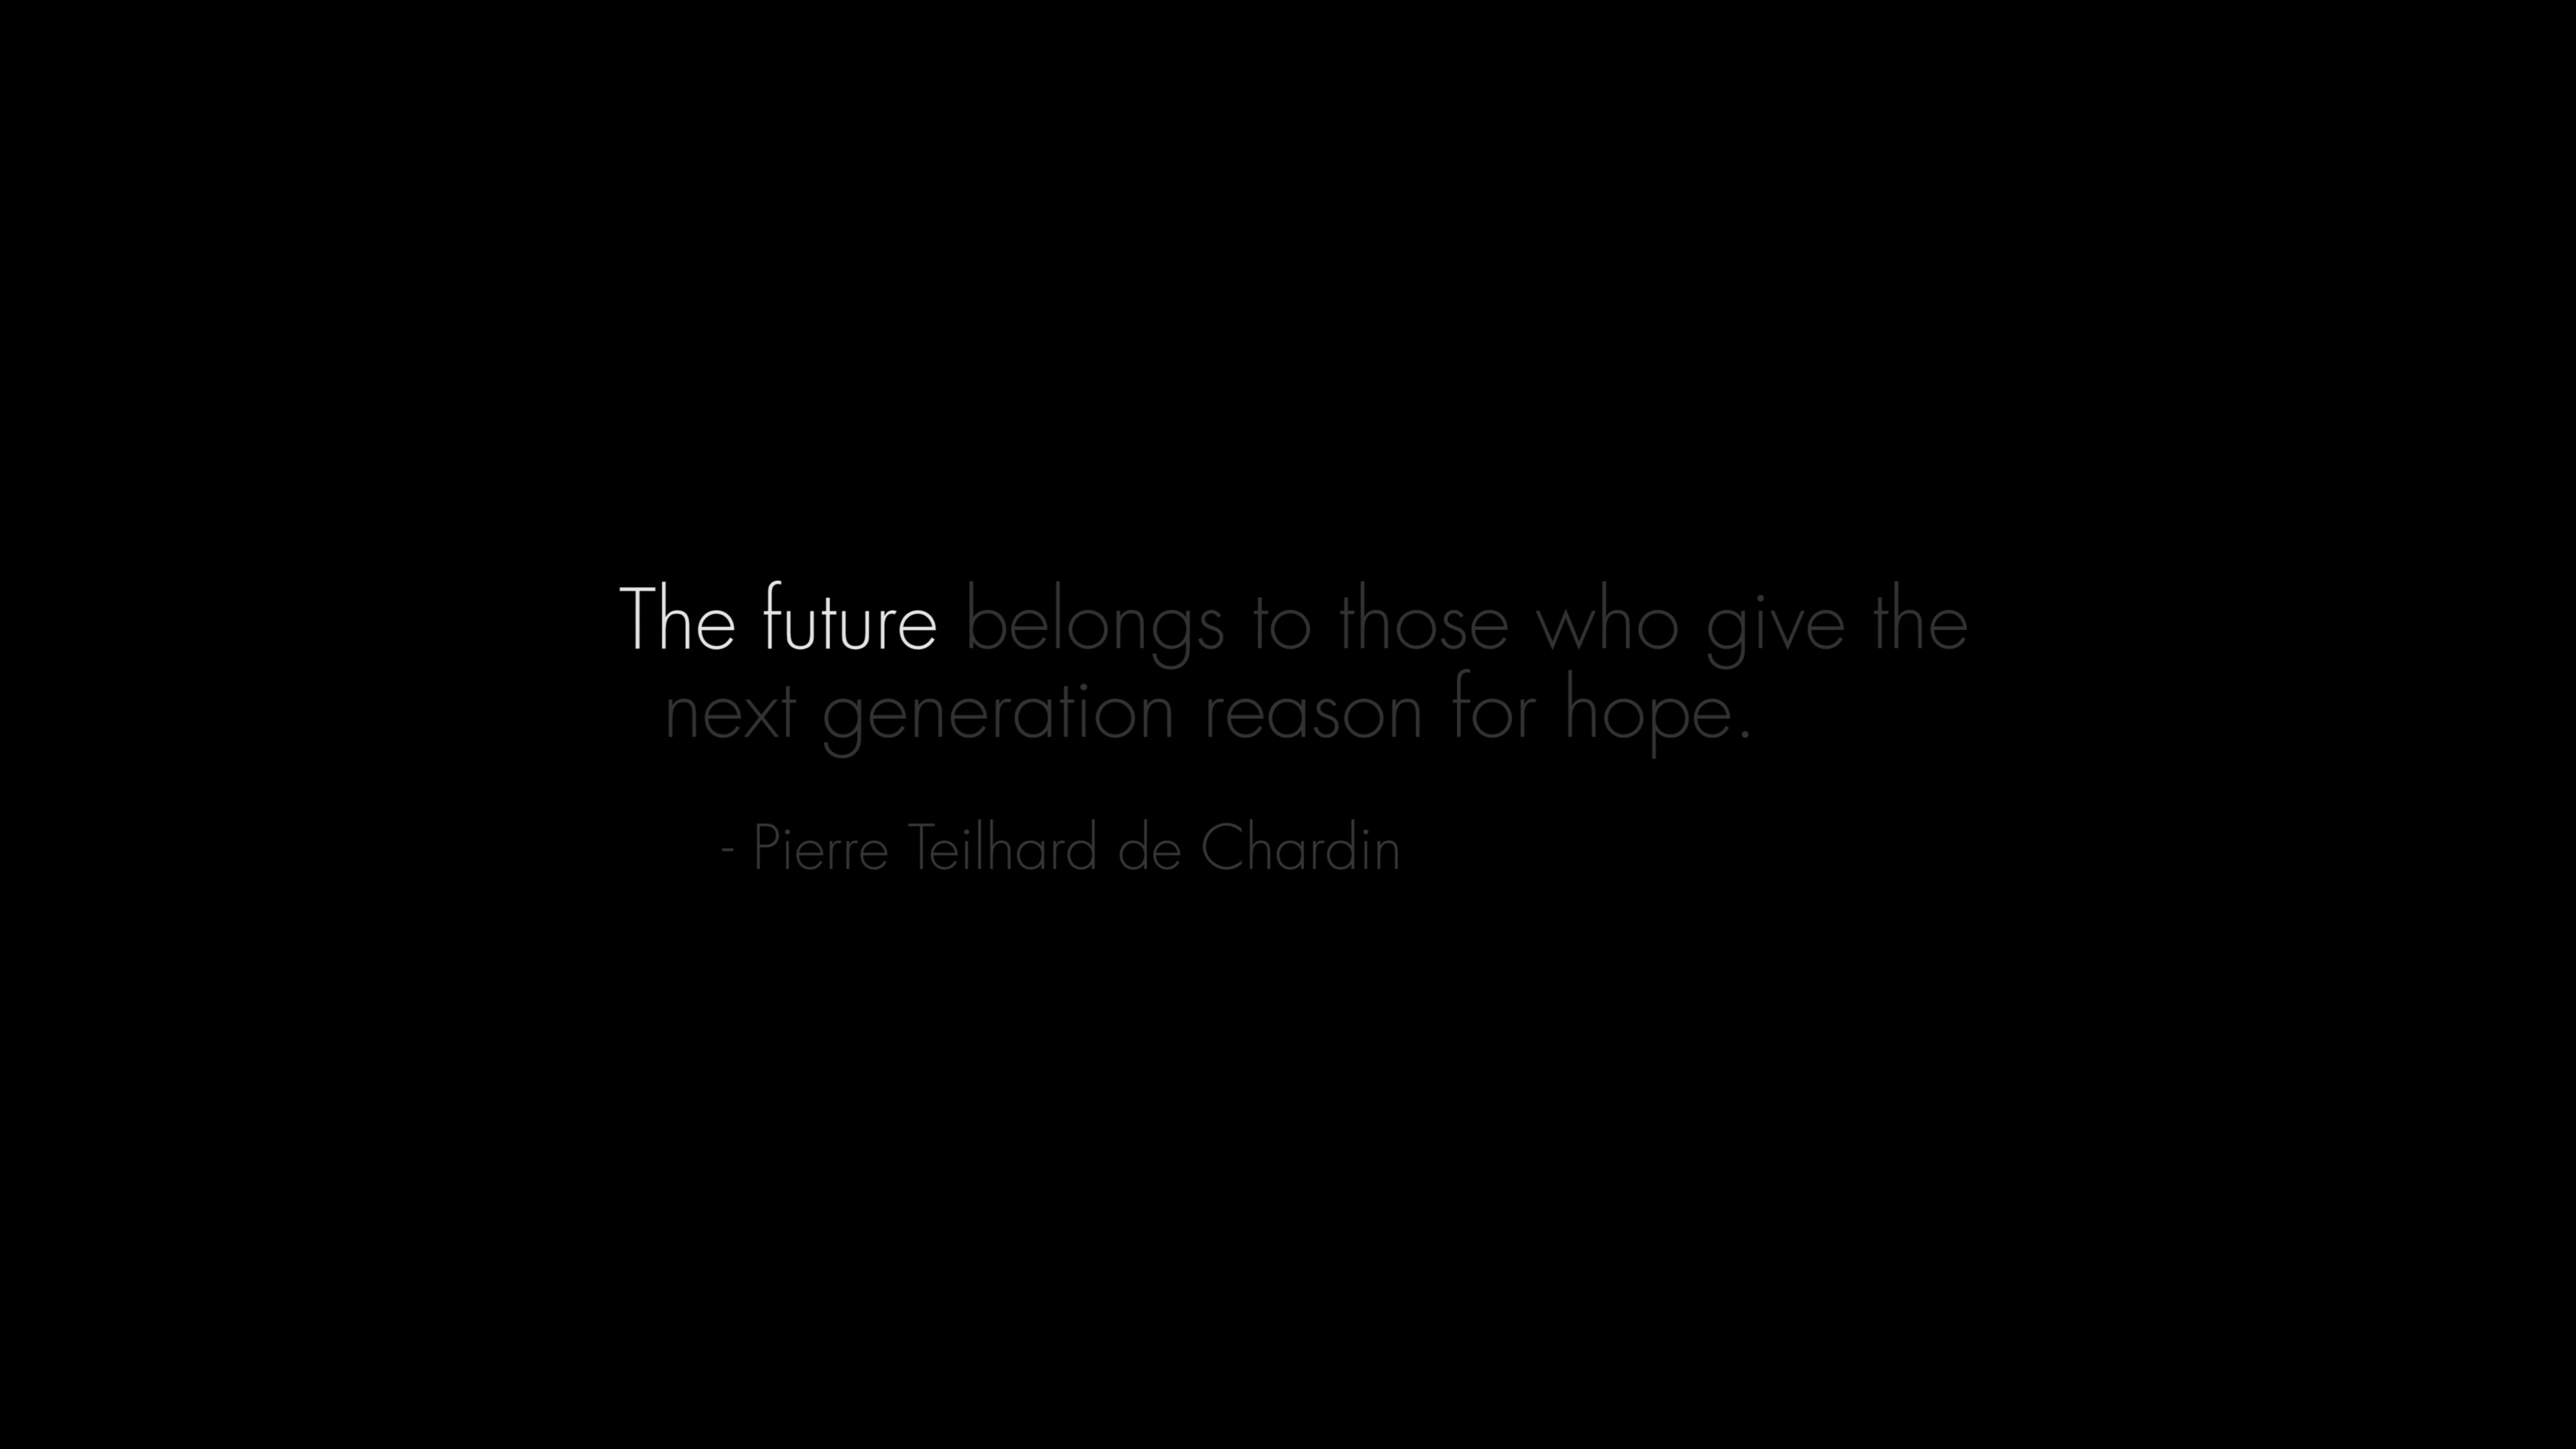 The future belongs to those who give the
next generation reason for hope.
- Pierre Teilhard de Chardin